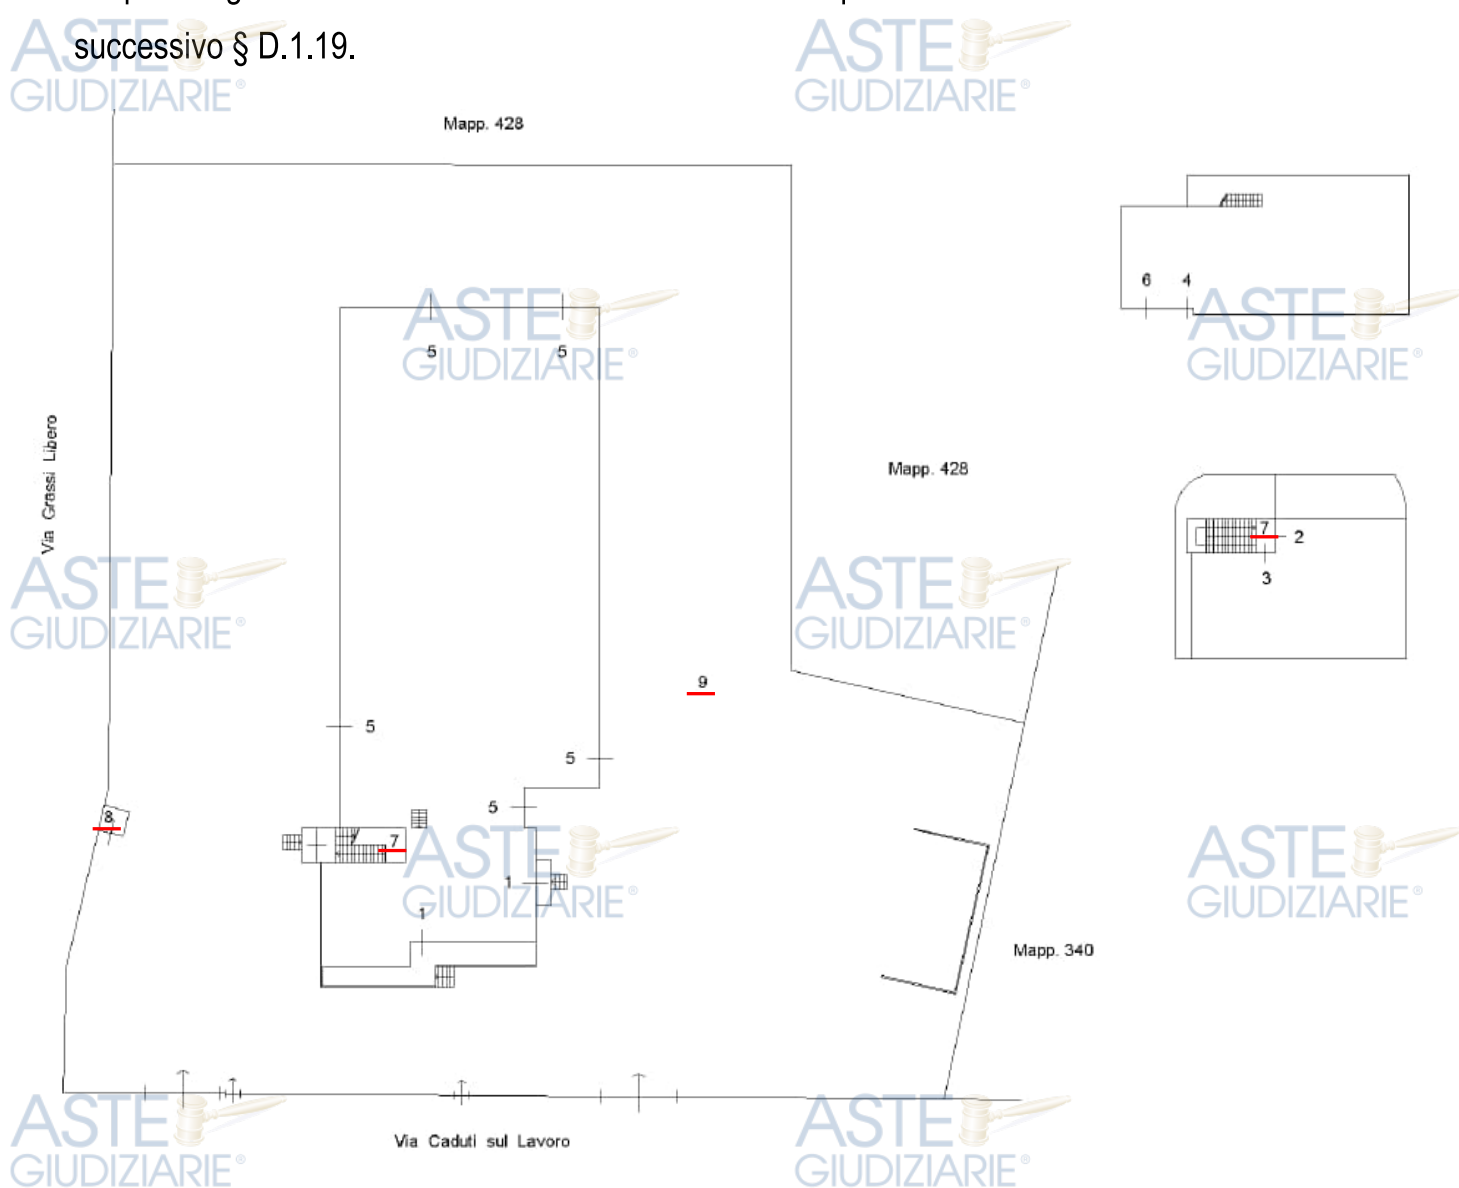 successivo § D.1.19.
ASTE GIUDIZIARIE®
ASTE GIUDIZIARIE®
Mapp. 428
6 4
ASTE GIUDIZIARIE®
ASTE GIUDIZIARIE®
5 5
Via Grassi Libero
Mapp. 428
7
2
3
ASTE GIUDIZIARIE®
ASTE GIUDIZIARIE®
9
5
5
5
8
7
ASTE GIUDIZIARIE®
ASTE GIUDIZIARIE®
1
1
Mapp. 340
ASTE GIUDIZIARIE®
ASTE GIUDIZIARIE®
Via Caduti sul Lavoro